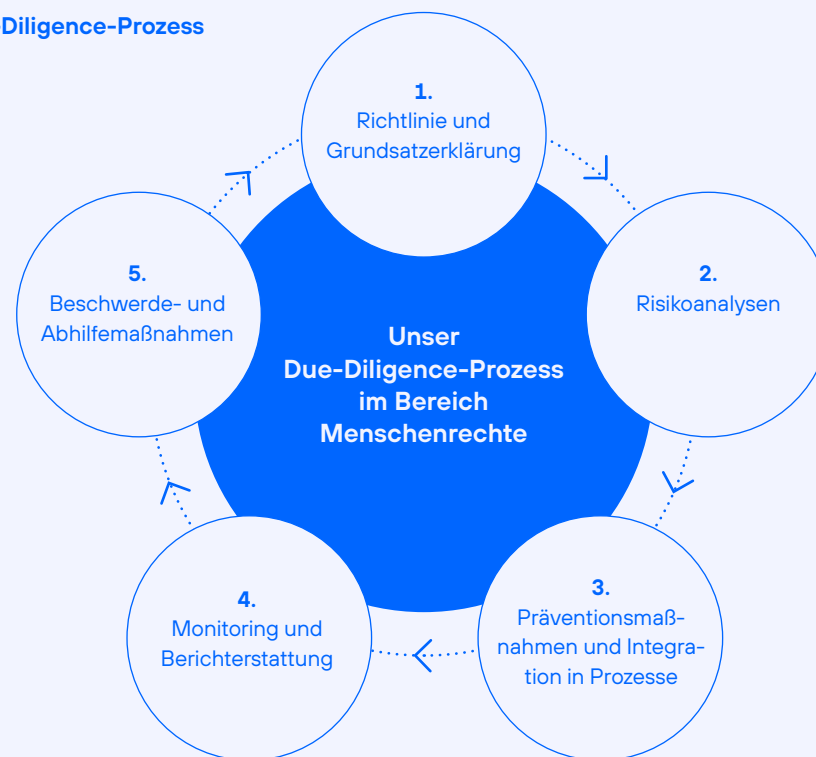 -Diligence-Prozess
1.
Richtlinie und
Grundsatzerklärung
2.
Risikoanalysen
3.
Präventionsmaß-
nahmen und Integra-
tion in Prozesse
4.
Monitoring und
Berichterstattung
5.
Beschwerde- und
Abhilfemaßnahmen
Unser
Due-Diligence-Prozess
im Bereich
Menschenrechte